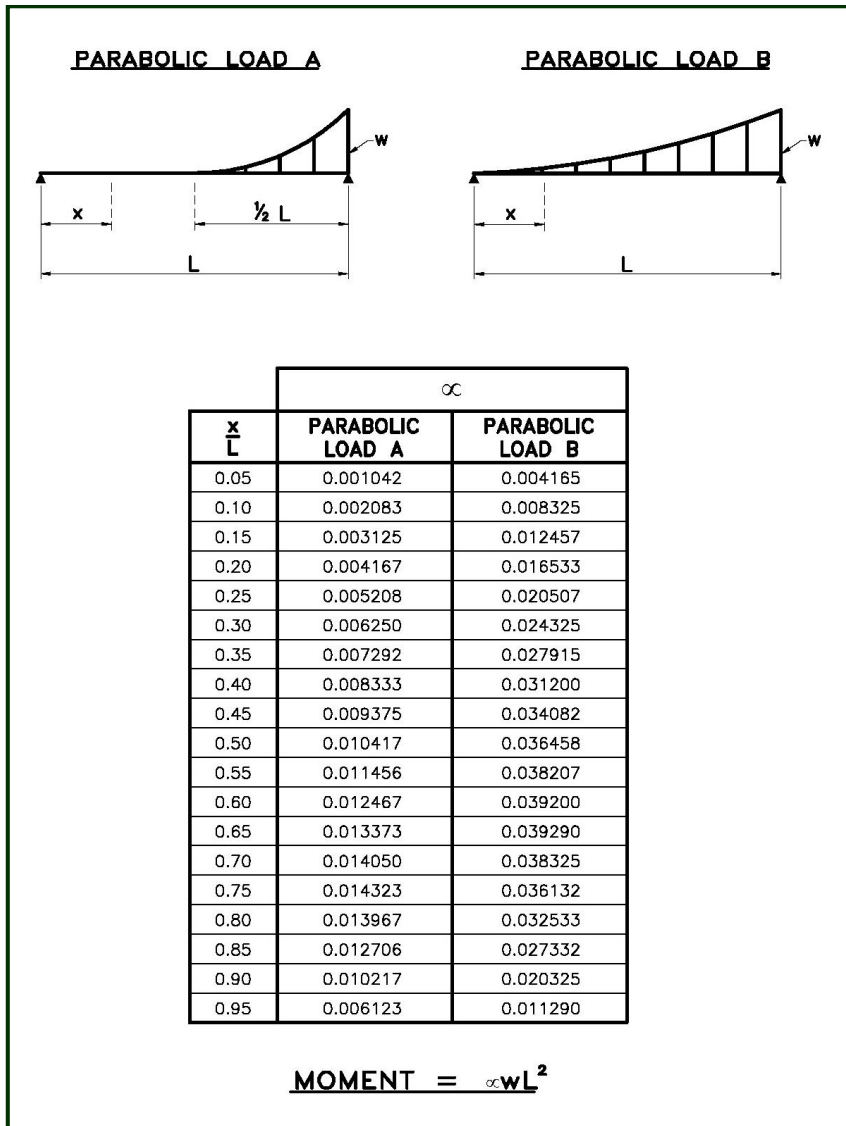 PARABOLIC LOAD A
PARABOLIC LOAD B
w
w
x
½ L
x
L
L
∝
x/L
PARABOLIC LOAD A
PARABOLIC LOAD B
0.05 0.001042 0.004165
0.10 0.002083 0.008325
0.15 0.003125 0.012457
0.20 0.004167 0.016533
0.25 0.005208 0.020507
0.30 0.006250 0.024325
0.35 0.007292 0.027915
0.40 0.008333 0.031200
0.45 0.009375 0.034082
0.50 0.010417 0.036458
0.55 0.011456 0.038207
0.60 0.012467 0.039200
0.65 0.013373 0.039290
0.70 0.014050 0.038325
0.75 0.014323 0.036132
0.80 0.013967 0.032533
0.85 0.012706 0.027332
0.90 0.010217 0.020325
0.95 0.006123 0.011290
MOMENT = ∝wL²